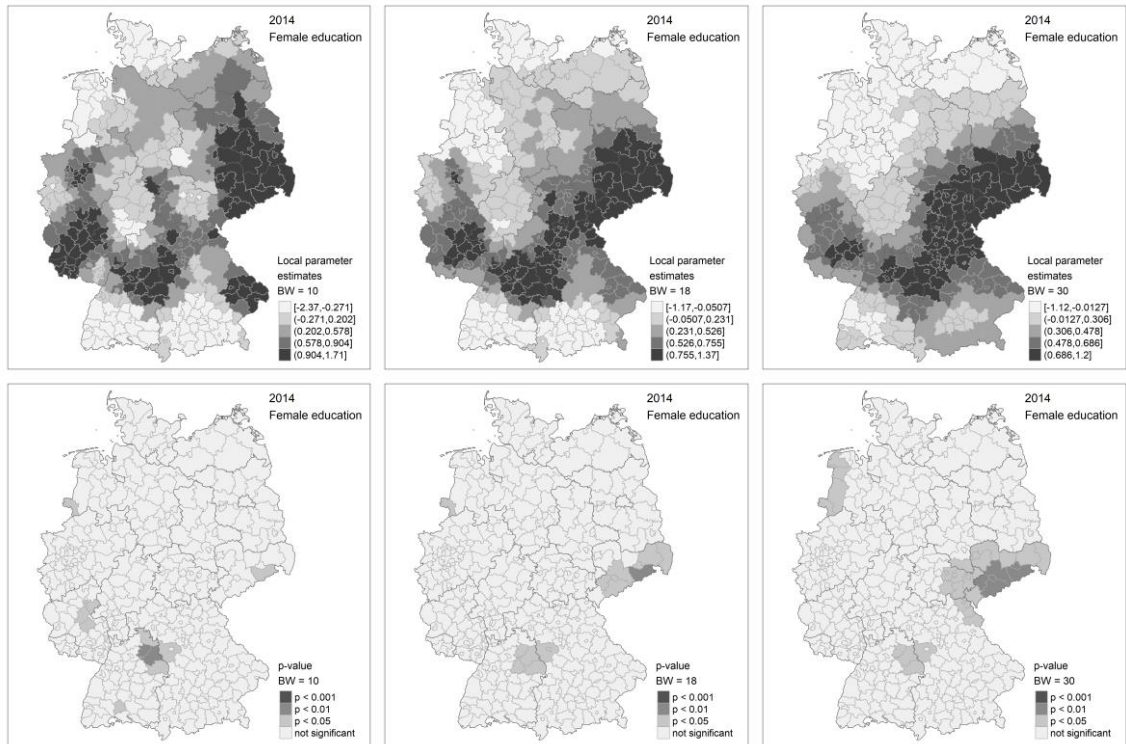 2014
Female education
Local parameter
estimates
BW = 10
[-2.37,-0.271]
(-0.271,0.202]
(0.202,0.578]
(0.578,0.904]
(0.904,1.71]
2014
Female education
Local parameter
estimates
BW = 18
[-1.17,-0.0507]
(-0.0507,0.231]
(0.231,0.526]
(0.526,0.755]
(0.755,1.37]
2014
Female education
Local parameter
estimates
BW = 30
[-1.12,-0.0127]
(-0.0127,0.306]
(0.306,0.478]
(0.478,0.686]
(0.686,1.2]
2014
Female education
p-value
BW = 10
p < 0.001
p < 0.01
p < 0.05
not significant
2014
Female education
p-value
BW = 18
p < 0.001
p < 0.01
p < 0.05
not significant
2014
Female education
p-value
BW = 30
p < 0.001
p < 0.01
p < 0.05
not significant